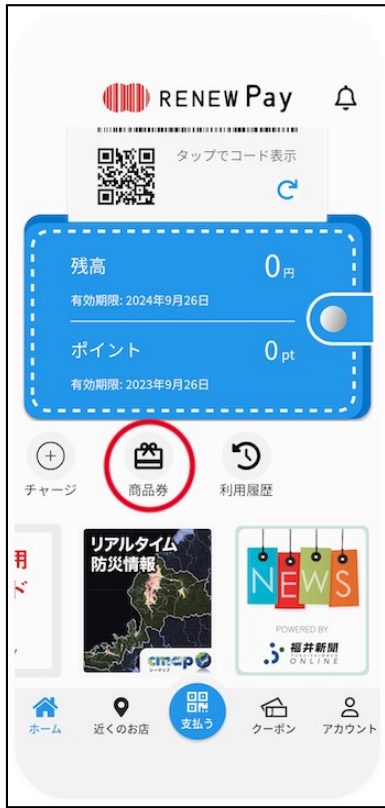 RENEW Pay
タップでコード表示
残高
0円
有効期限: 2024年9月26日
ポイント
0 pt
有効期限: 2023年9月26日
チャージ
商品券
利用履歴
用
ド
リアルタイム
防災情報
cmap
NEWS
POWERED BY
福井新聞
ONLINE
ホーム
近くのお店
支払う
クーポン
アカウント